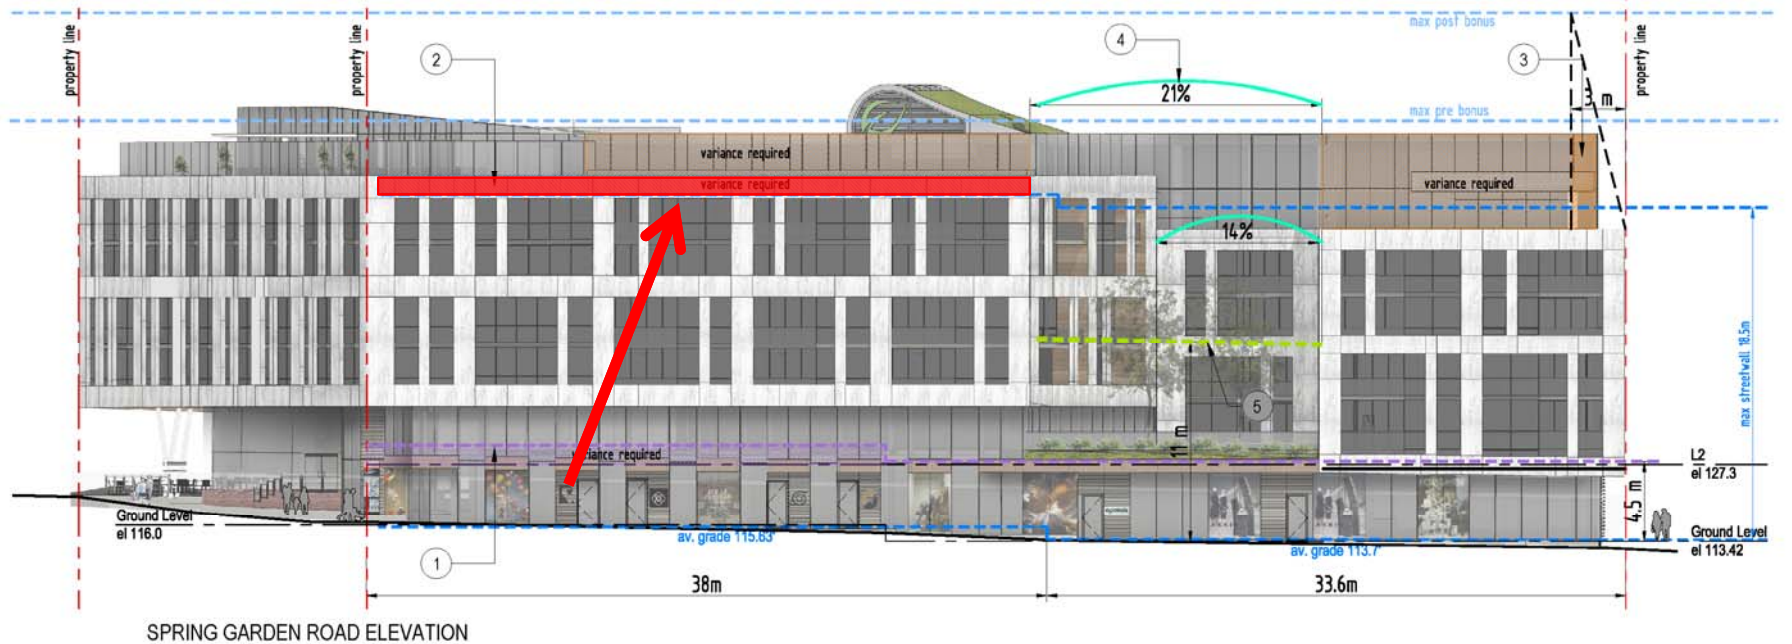 max post bonus
property line
property line
property line
2
4
3
21%
3 m
max pre bonus
variance required
variance required
variance required
14%
max streetwall 18.5m
5
11 m
variance required
L2
el 127.3
4.5 m
Ground Level
el 116.0
av. grade 115.83'
av. grade 113.7'
Ground Level
el 113.42
1
38m
33.6m
SPRING GARDEN ROAD ELEVATION